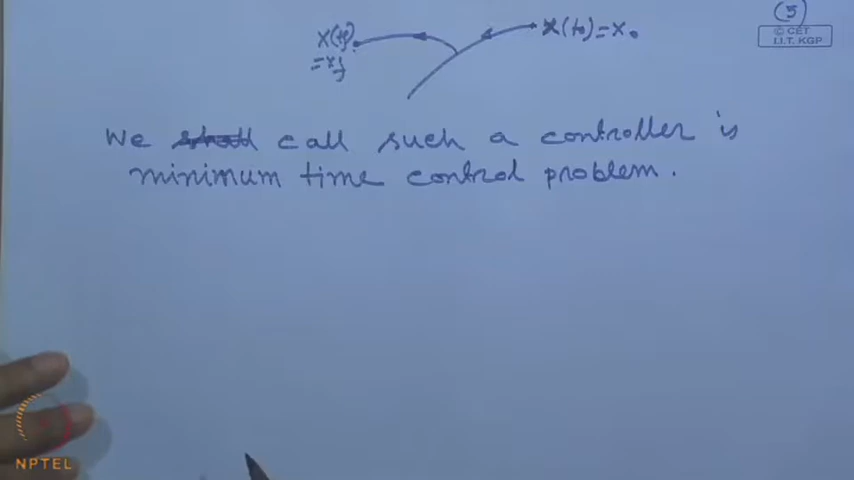 (5)
© CET
I.I.T. KGP
x(tf)
=xf
x(t0)=x0
We call such a controller is
minimum time control problem.
NPTEL